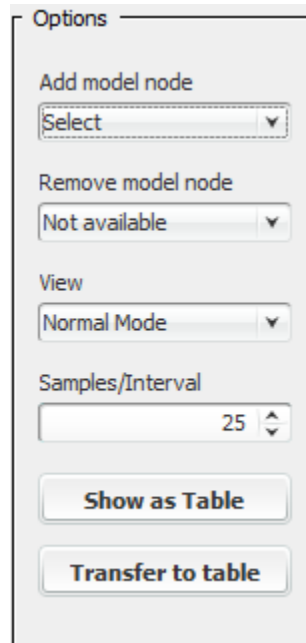 Options
Add model node
Select
Remove model node
Not available
View
Normal Mode
Samples/Interval
25
Show as Table
Transfer to table